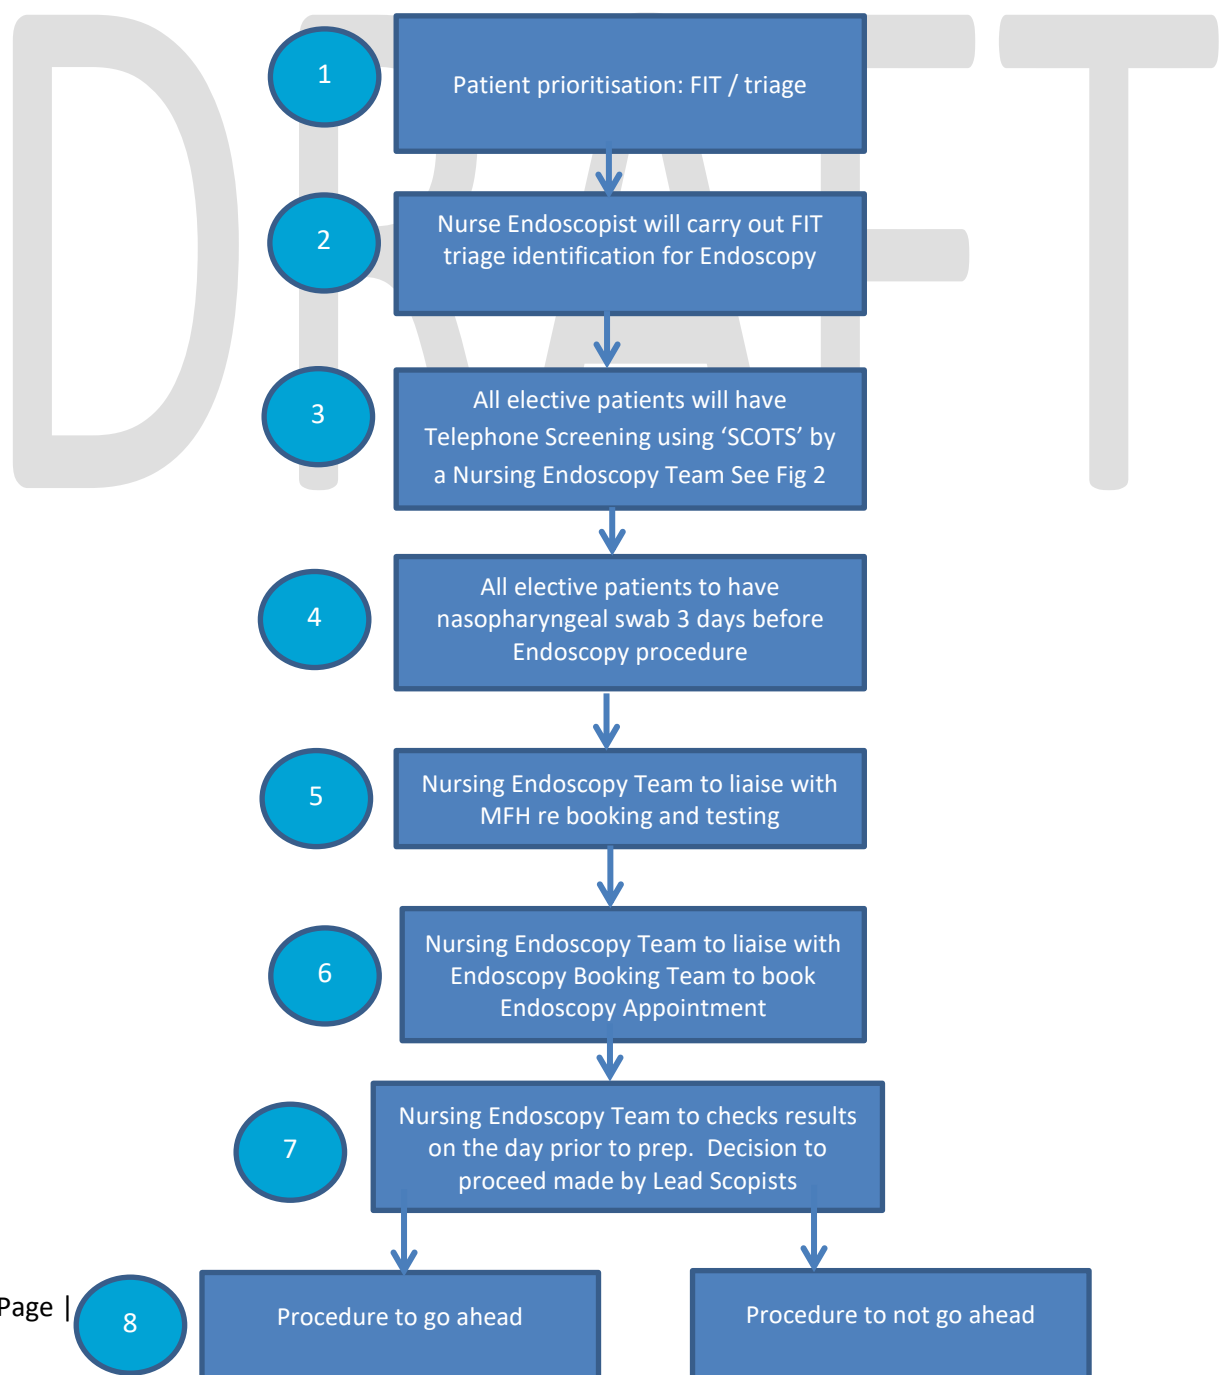 DRAFT
1
Patient prioritisation: FIT / triage
2
Nurse Endoscopist will carry out FIT
triage identification for Endoscopy
3
All elective patients will have
Telephone Screening using ‘SCOTS’ by
a Nursing Endoscopy Team See Fig 2
4
All elective patients to have
nasopharyngeal swab 3 days before
Endoscopy procedure
5
Nursing Endoscopy Team to liaise with
MFH re booking and testing
6
Nursing Endoscopy Team to liaise with
Endoscopy Booking Team to book
Endoscopy Appointment
7
Nursing Endoscopy Team to checks results
on the day prior to prep.  Decision to
proceed made by Lead Scopists
Page |
8
Procedure to go ahead
Procedure to not go ahead